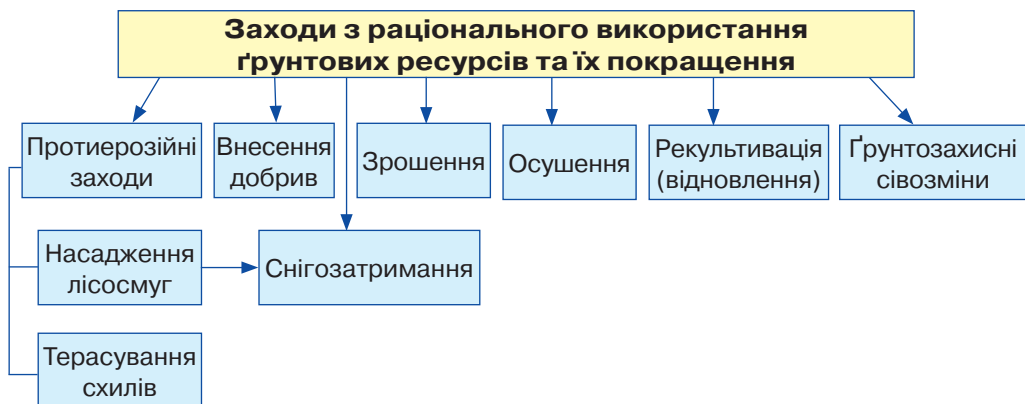 Заходи з раціонального використання
ґрунтових ресурсів та їх покращення
Протиерозійні
заходи
Внесення
добрив
Зрошення
Осушення
Рекультивація
(відновлення)
Ґрунтозахисні
сівозміни
Насадження
лісосмуг
Снігозатримання
Терасування
схилів